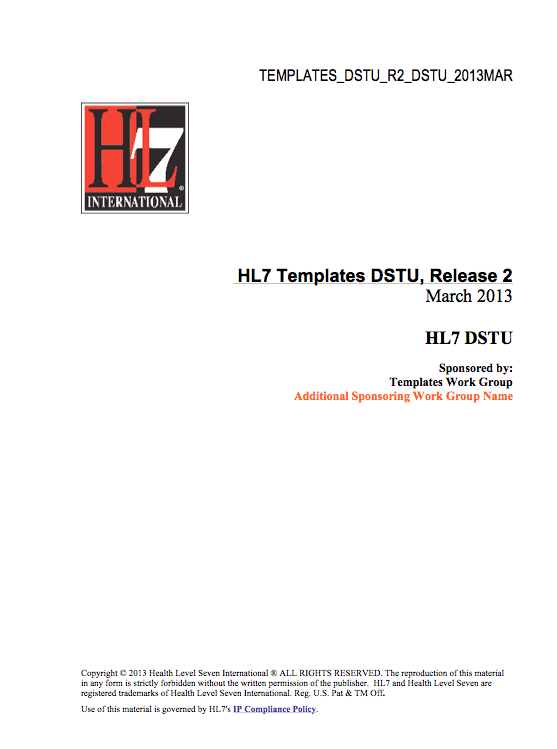 TEMPLATES_DSTU_R2_DSTU_2013MAR
HL7
®
INTERNATIONAL
HL7 Templates DSTU, Release 2
March 2013
HL7 DSTU
Sponsored by:
Templates Work Group
Additional Sponsoring Work Group Name
Copyright © 2013 Health Level Seven International ® ALL RIGHTS RESERVED. The reproduction of this material
in any form is strictly forbidden without the written permission of the publisher. HL7 and Health Level Seven are
registered trademarks of Health Level Seven International. Reg. U.S. Pat & TM Off.
Use of this material is governed by HL7's IP Compliance Policy.